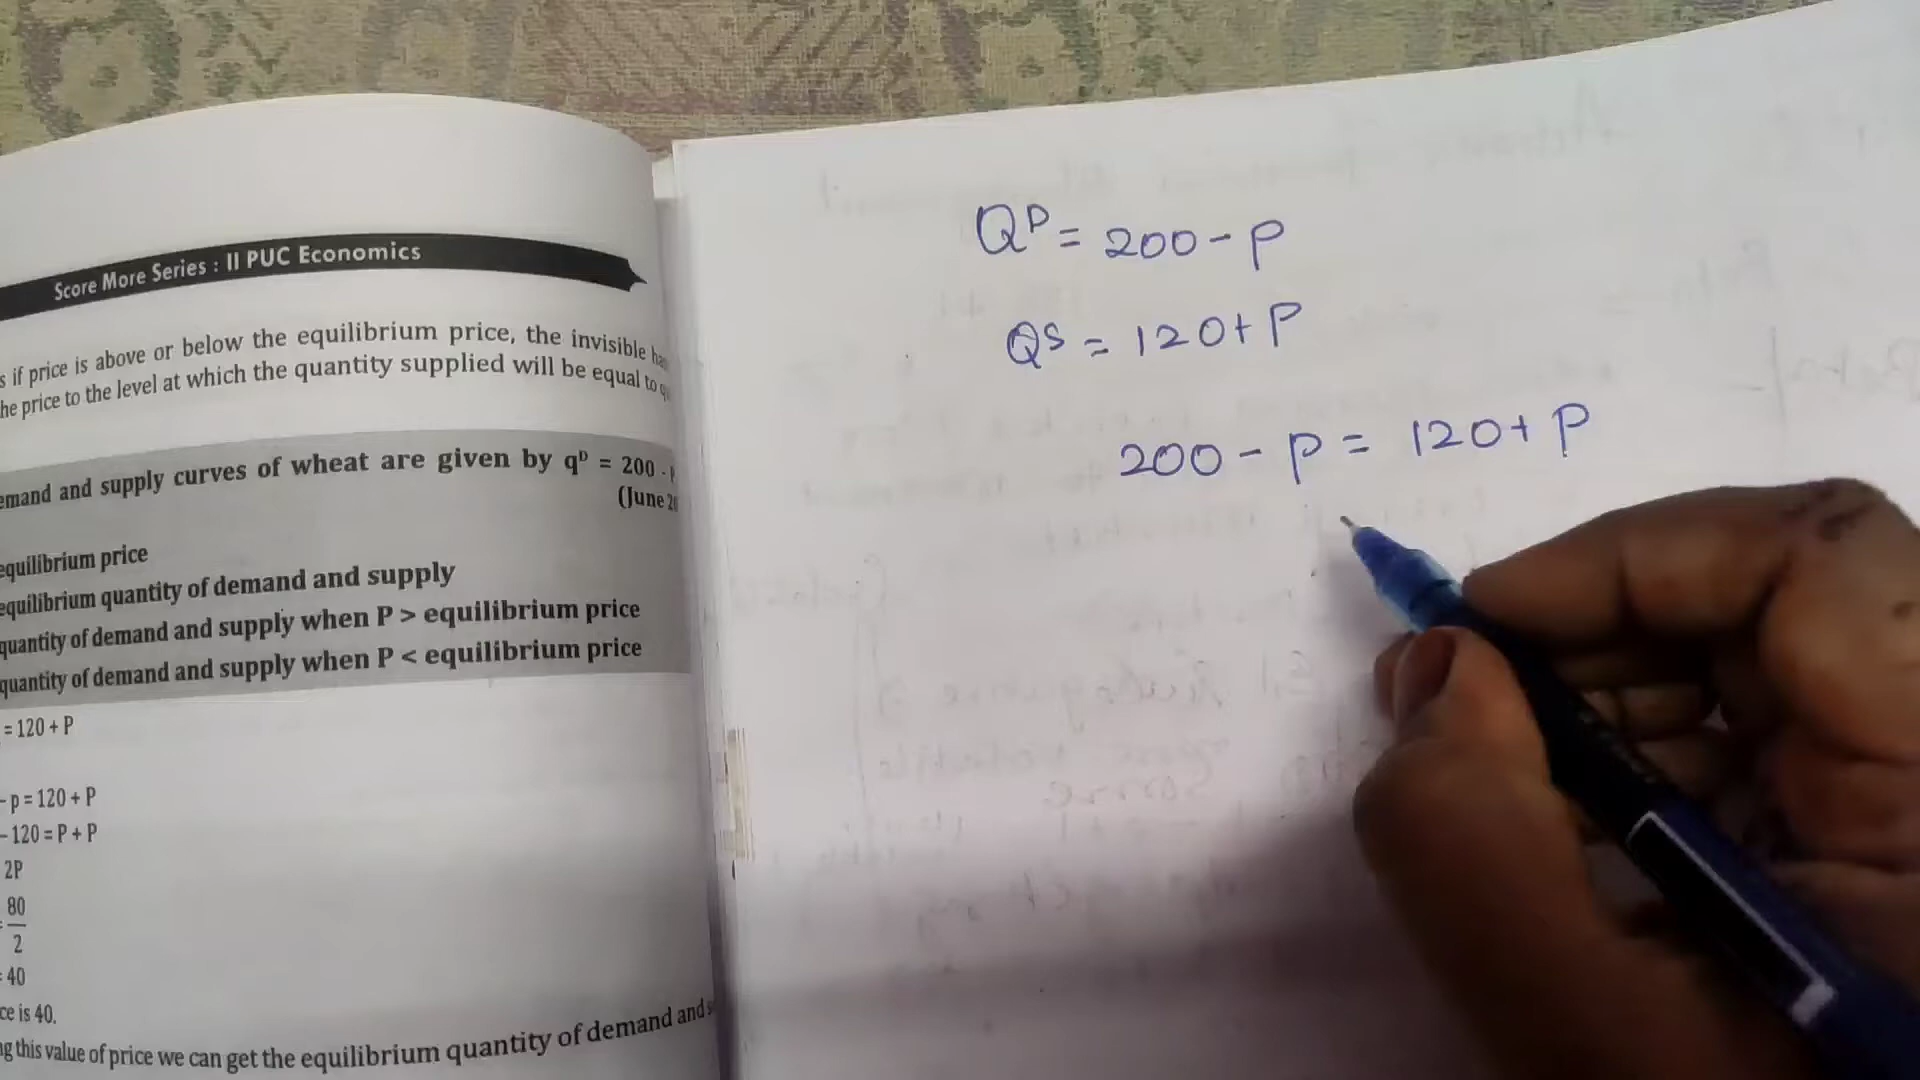 Score More Series : II PUC Economics
s if price is above or below the equilibrium price, the invisible
he price to the level at which the quantity supplied will be equal to
emand and supply curves of wheat are given by qᴰ = 200 -
(June
equilibrium price
equilibrium quantity of demand and supply
quantity of demand and supply when P > equilibrium price
quantity of demand and supply when P < equilibrium price
= 120 + P
- p = 120 + P
- 120 = P + P
2P
80
2
= 40
ce is 40.
ng this value of price we can get the equilibrium quantity of demand and
Qᴰ = 200 - P
Qˢ = 120 + P
200 - P = 120 + P